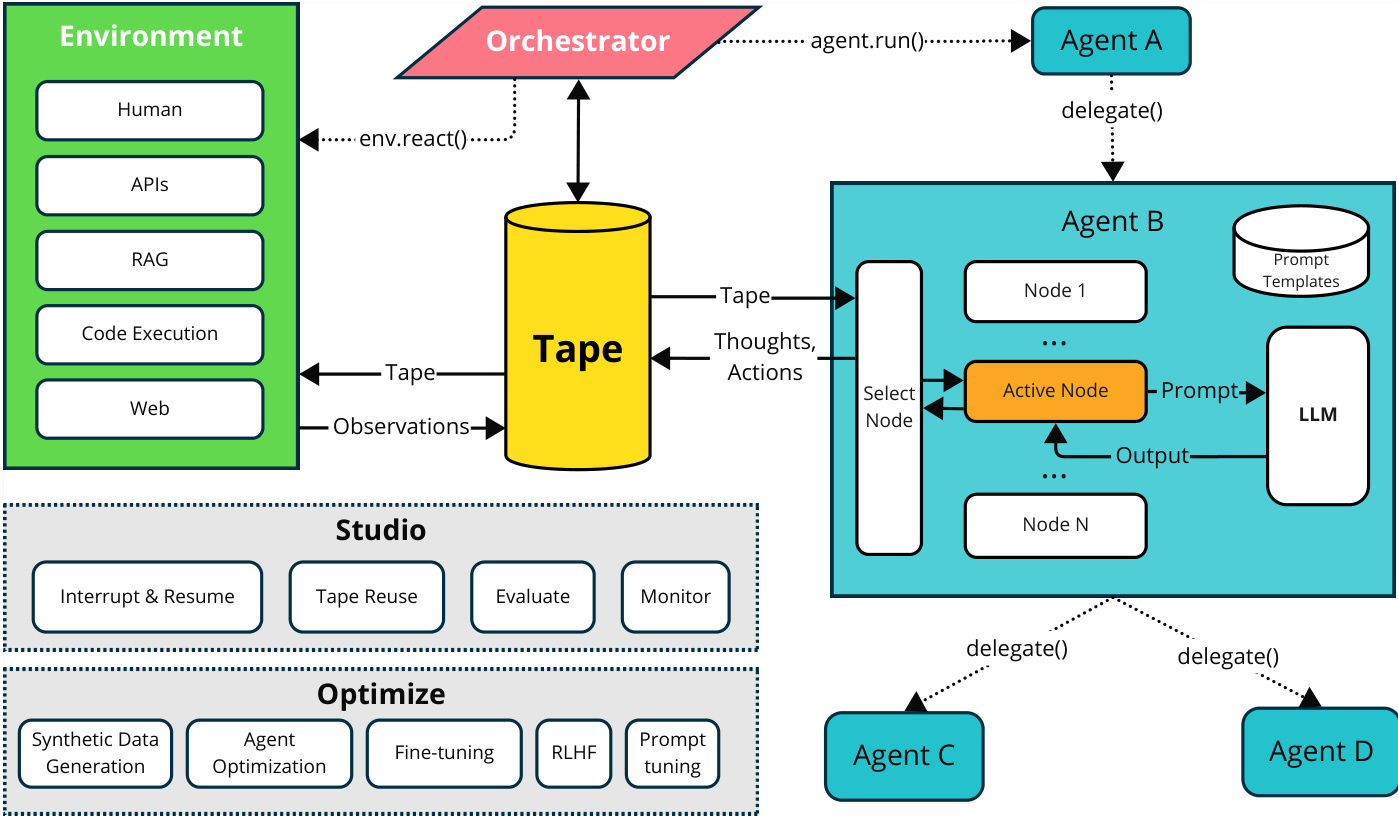 Environment
Human
APIs
RAG
Code Execution
Web
Orchestrator
agent.run()
env.react()
Tape
Tape
Observations
Tape
Thoughts,
Actions
Agent A
delegate()
Agent B
Prompt
Templates
Select
Node
Node 1
...
Active Node
Prompt
LLM
Output
...
Node N
delegate()
delegate()
Agent C
Agent D
Studio
Interrupt & Resume
Tape Reuse
Evaluate
Monitor
Optimize
Synthetic Data
Generation
Agent
Optimization
Fine-tuning
RLHF
Prompt
tuning